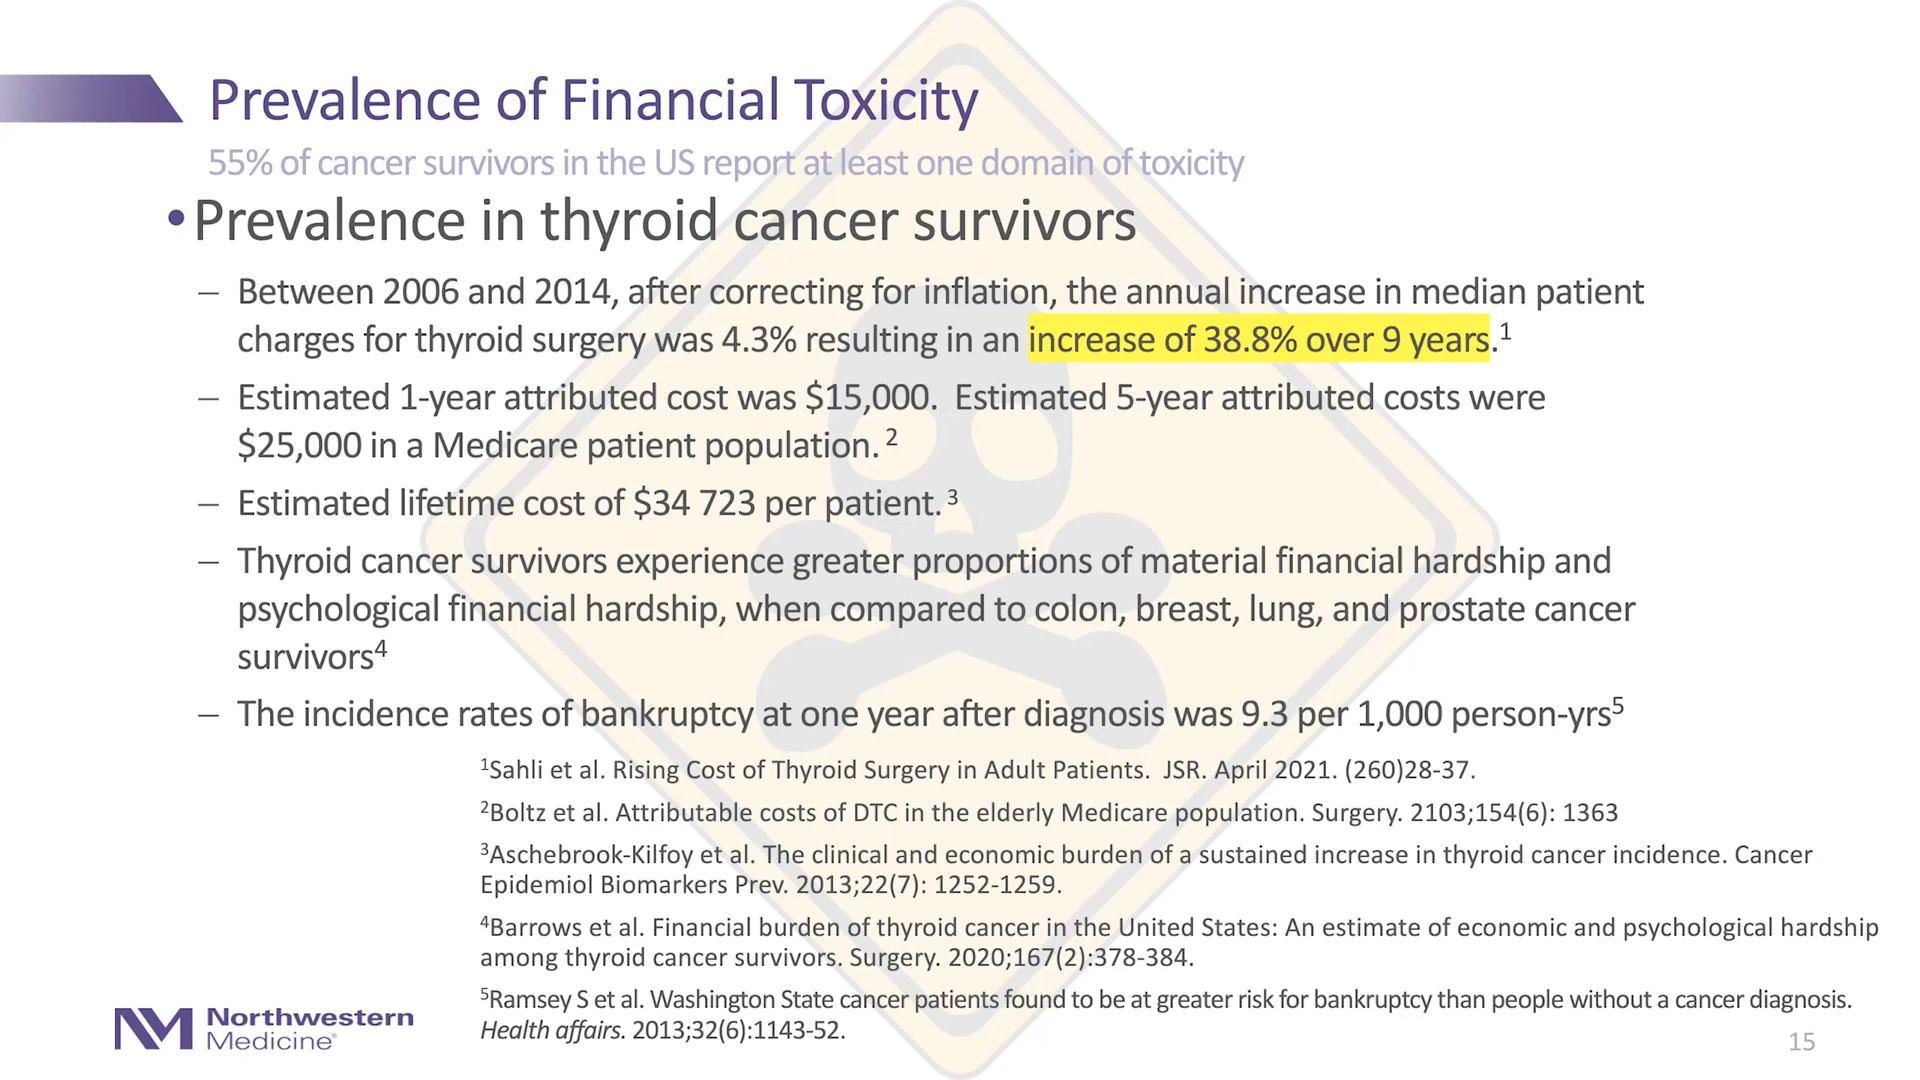 Prevalence of Financial Toxicity
55% of cancer survivors in the US report at least one domain of toxicity
•Prevalence in thyroid cancer survivors
– Between 2006 and 2014, after correcting for inflation, the annual increase in median patient
charges for thyroid surgery was 4.3% resulting in an increase of 38.8% over 9 years.¹
– Estimated 1-year attributed cost was $15,000.  Estimated 5-year attributed costs were
$25,000 in a Medicare patient population. ²
– Estimated lifetime cost of $34 723 per patient. ³
– Thyroid cancer survivors experience greater proportions of material financial hardship and
psychological financial hardship, when compared to colon, breast, lung, and prostate cancer
survivors⁴
– The incidence rates of bankruptcy at one year after diagnosis was 9.3 per 1,000 person-yrs⁵
¹Sahli et al. Rising Cost of Thyroid Surgery in Adult Patients.  JSR. April 2021. (260)28-37.
²Boltz et al. Attributable costs of DTC in the elderly Medicare population. Surgery. 2103;154(6): 1363
³Aschebrook-Kilfoy et al. The clinical and economic burden of a sustained increase in thyroid cancer incidence. Cancer
Epidemiol Biomarkers Prev. 2013;22(7): 1252-1259.
⁴Barrows et al. Financial burden of thyroid cancer in the United States: An estimate of economic and psychological hardship
among thyroid cancer survivors. Surgery. 2020;167(2):378-384.
⁵Ramsey S et al. Washington State cancer patients found to be at greater risk for bankruptcy than people without a cancer diagnosis.
Health affairs. 2013;32(6):1143-52.
NM Northwestern
Medicine®
15